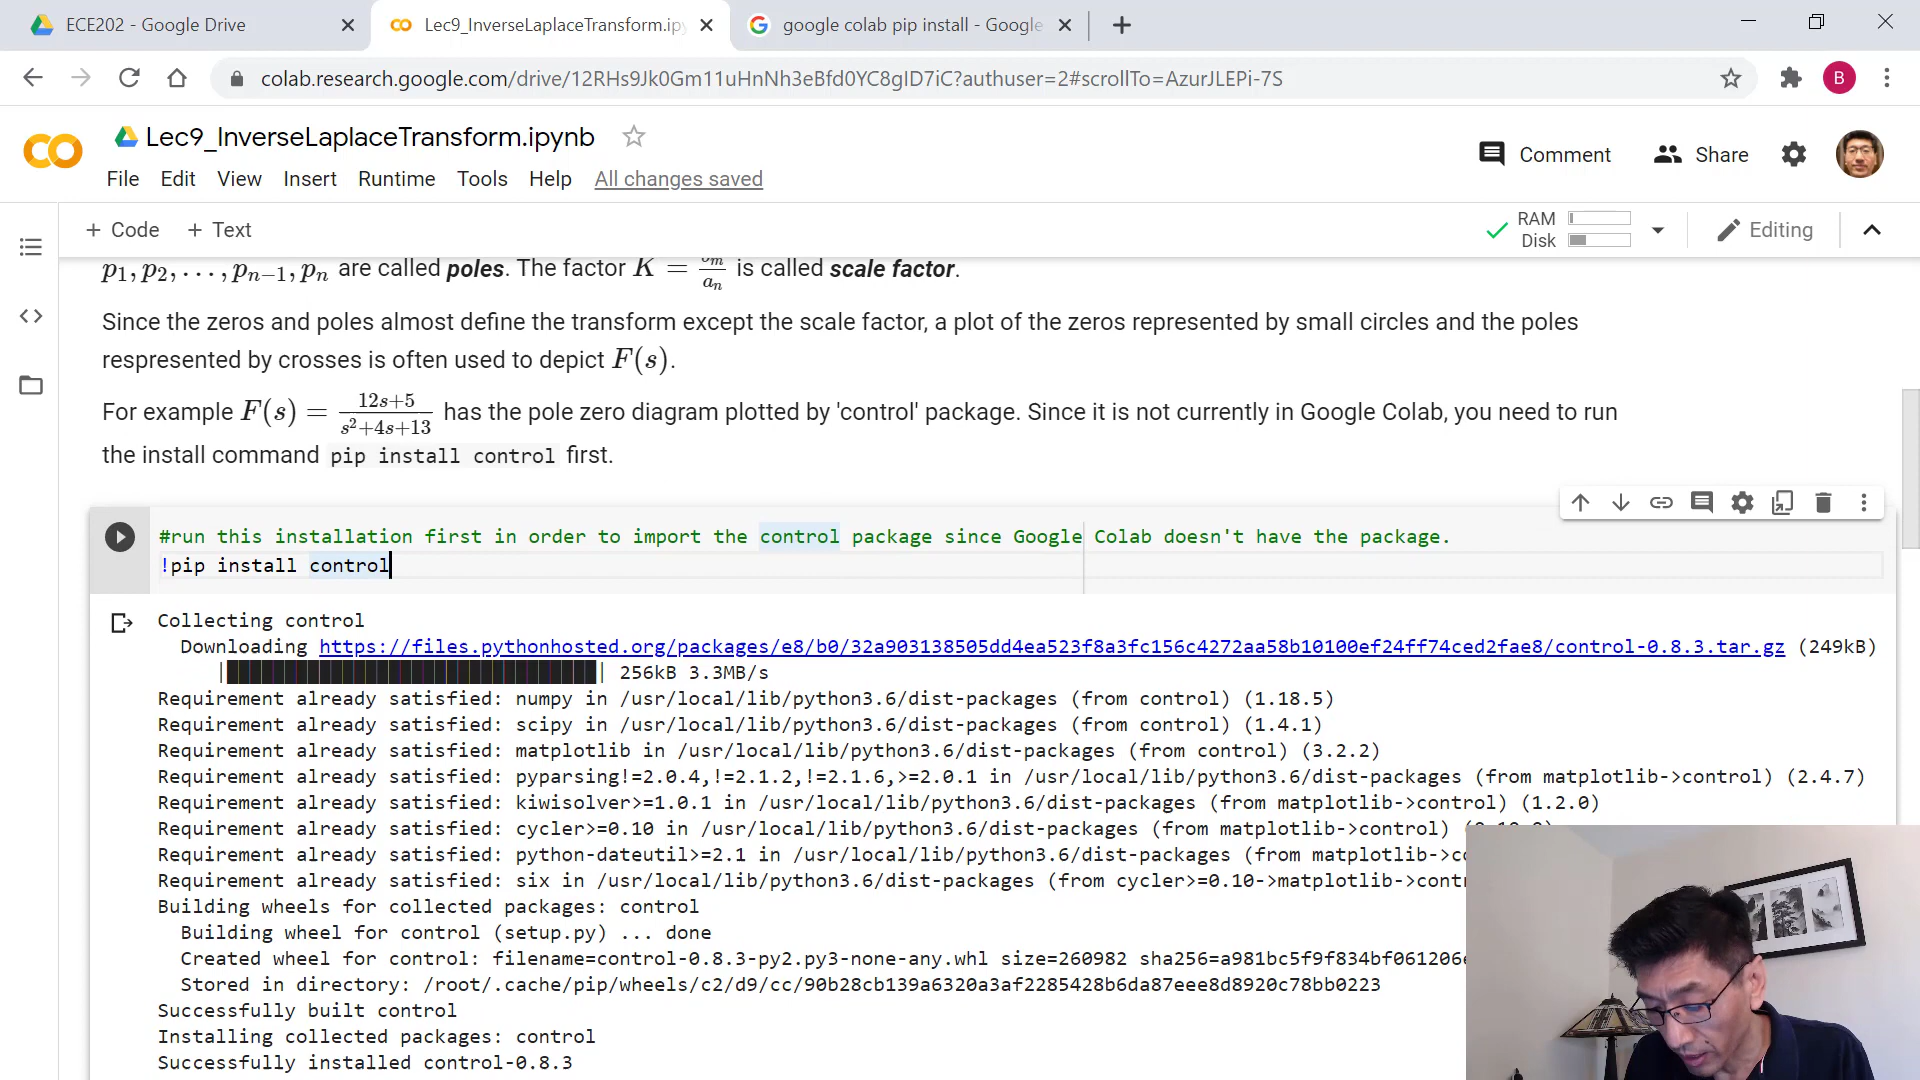 ECE202 - Google Drive
Lec9_InverseLaplaceTransform.ipy
google colab pip install - Google
colab.research.google.com/drive/12RHs9Jk0Gm11uHnNh3eBfd0YC8gID7iC?authuser=2#scrollTo=AzurJLEPi-7S
B
Lec9_InverseLaplaceTransform.ipynb
Comment
Share
File Edit View Insert Runtime Tools Help All changes saved
+ Code + Text
RAM
Disk
Editing
p₁, p₂, …, pₙ₋₁, pₙ are called poles. The factor K = bₘ/aₙ is called scale factor.
Since the zeros and poles almost define the transform except the scale factor, a plot of the zeros represented by small circles and the poles
respresented by crosses is often used to depict F(s).
For example F(s) = (12s+5)/(s²+4s+13) has the pole zero diagram plotted by 'control' package. Since it is not currently in Google Colab, you need to run
the install command pip install control first.
#run this installation first in order to import the control package since Google Colab doesn't have the package.
!pip install control
Collecting control
Downloading https://files.pythonhosted.org/packages/e8/b0/32a903138505dd4ea523f8a3fc156c4272aa58b10100ef24ff74ced2fae8/control-0.8.3.tar.gz (249kB)
256kB 3.3MB/s
Requirement already satisfied: numpy in /usr/local/lib/python3.6/dist-packages (from control) (1.18.5)
Requirement already satisfied: scipy in /usr/local/lib/python3.6/dist-packages (from control) (1.4.1)
Requirement already satisfied: matplotlib in /usr/local/lib/python3.6/dist-packages (from control) (3.2.2)
Requirement already satisfied: pyparsing!=2.0.4,!=2.1.2,!=2.1.6,>=2.0.1 in /usr/local/lib/python3.6/dist-packages (from matplotlib->control) (2.4.7)
Requirement already satisfied: kiwisolver>=1.0.1 in /usr/local/lib/python3.6/dist-packages (from matplotlib->control) (1.2.0)
Requirement already satisfied: cycler>=0.10 in /usr/local/lib/python3.6/dist-packages (from matplotlib->control)
Requirement already satisfied: python-dateutil>=2.1 in /usr/local/lib/python3.6/dist-packages (from matplotlib->co
Requirement already satisfied: six in /usr/local/lib/python3.6/dist-packages (from cycler>=0.10->matplotlib->contr
Building wheels for collected packages: control
Building wheel for control (setup.py) ... done
Created wheel for control: filename=control-0.8.3-py2.py3-none-any.whl size=260982 sha256=a981bc5f9f834bf061206e
Stored in directory: /root/.cache/pip/wheels/c2/d9/cc/90b28cb139a6320a3af2285428b6da87eee8d8920c78bb0223
Successfully built control
Installing collected packages: control
Successfully installed control-0.8.3